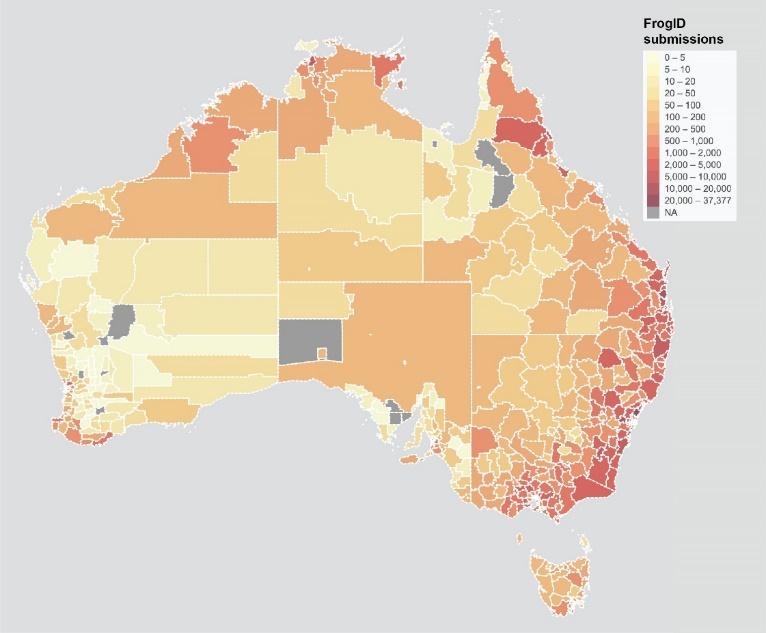 FrogID
submissions
0 – 5
5 – 10
10 – 20
20 – 50
50 – 100
100 – 200
200 – 500
500 – 1,000
1,000 – 2,000
2,000 – 5,000
5,000 – 10,000
10,000 – 20,000
20,000 – 37,377
NA